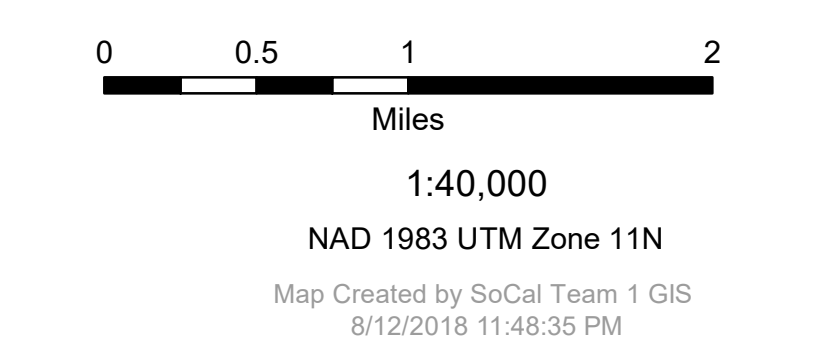 0 0.5 1 2
Miles
1:40,000
NAD 1983 UTM Zone 11N
Map Created by SoCal Team 1 GIS
8/12/2018 11:48:35 PM